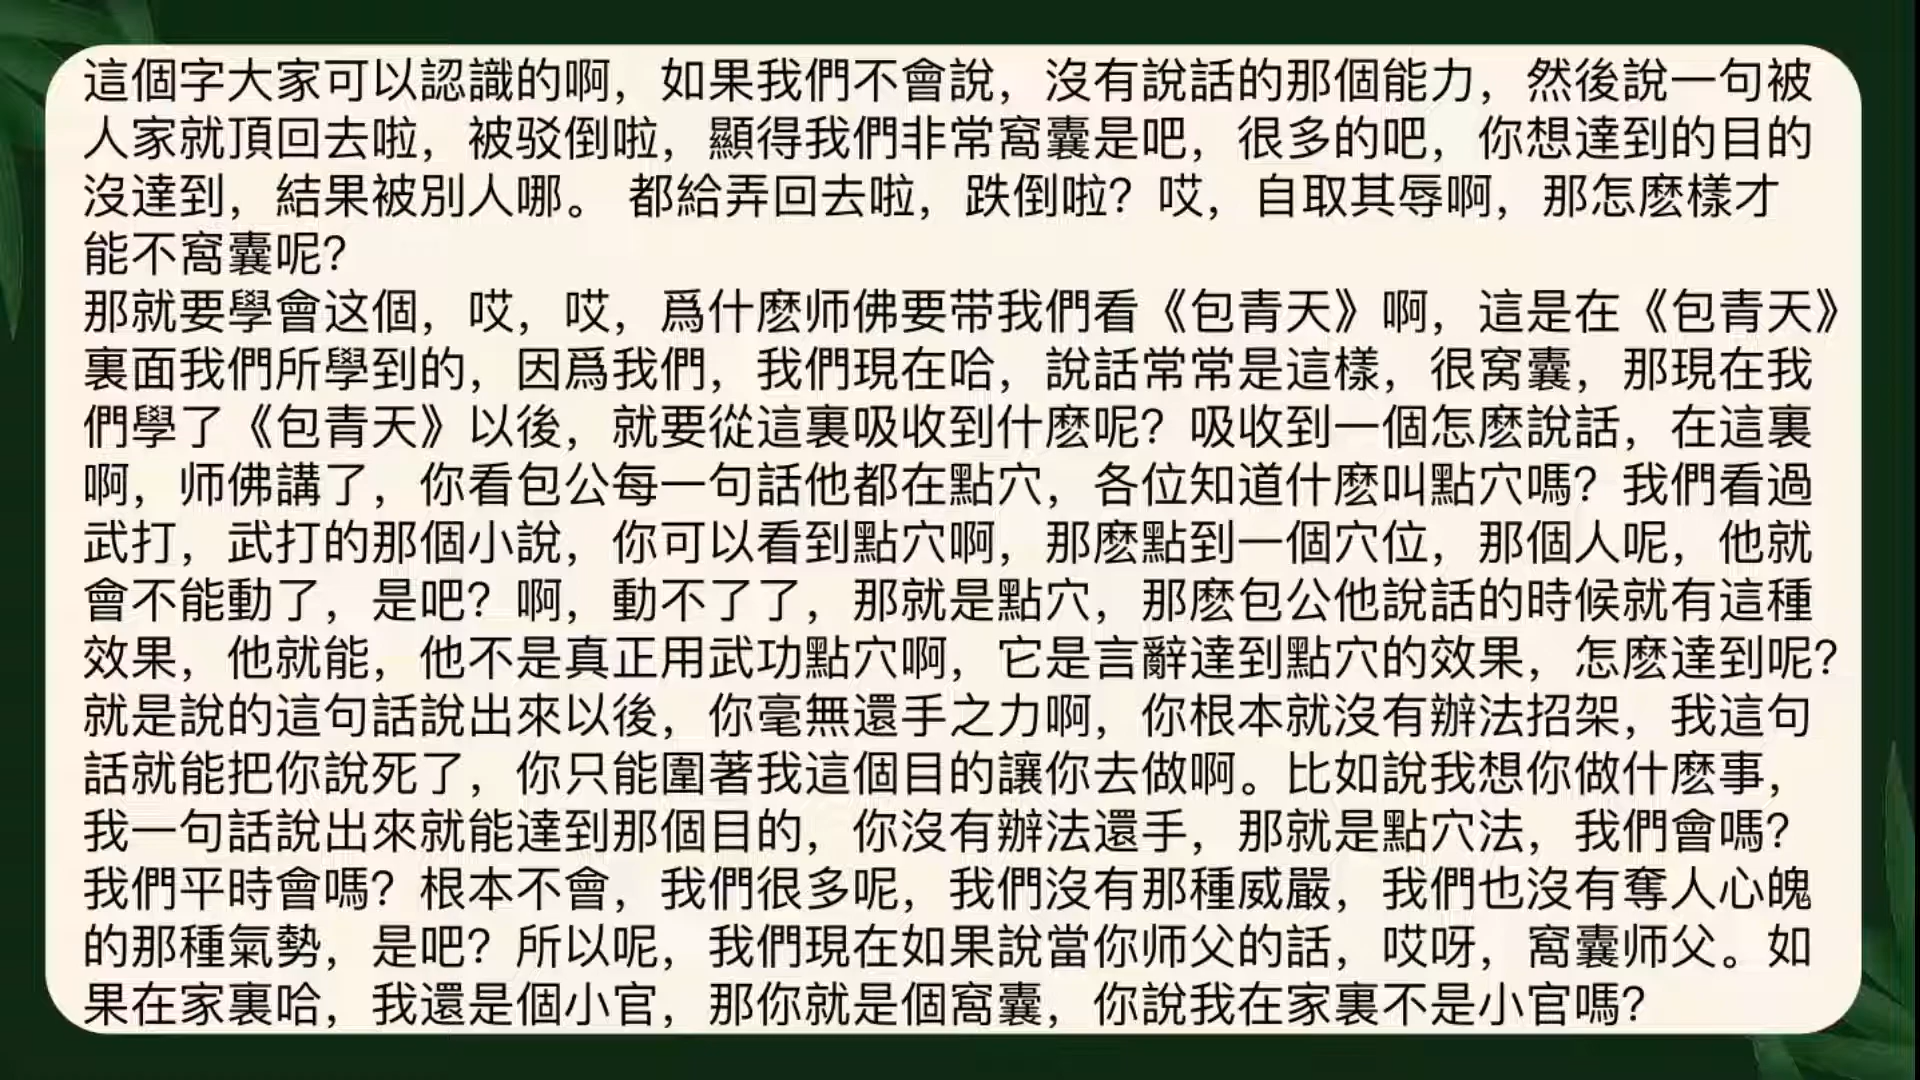 這個字大家可以認識的啊，如果我們不會說，沒有說話的那個能力，然後說一句被
人家就頂回去啦，被驳倒啦，顯得我們非常窩囊是吧，很多的吧，你想達到的目的
沒達到，結果被別人哪。 都給弄回去啦，跌倒啦？哎，自取其辱啊，那怎麽樣才
能不窩囊呢？
那就要學會这個，哎，哎，爲什麽师佛要带我們看《包青天》啊，這是在《包青天》
裏面我們所學到的，因爲我們，我們現在哈，說話常常是這樣，很窝囊，那現在我
們學了《包青天》以後，就要從這裏吸收到什麽呢？吸收到一個怎麽說話，在這裏
啊，师佛講了，你看包公每一句話他都在點穴，各位知道什麽叫點穴嗎？我們看過
武打，武打的那個小說，你可以看到點穴啊，那麽點到一個穴位，那個人呢，他就
會不能動了，是吧？啊，動不了了，那就是點穴，那麽包公他說話的時候就有這種
效果，他就能，他不是真正用武功點穴啊，它是言辭達到點穴的效果，怎麽達到呢？
就是說的這句話說出來以後，你毫無還手之力啊，你根本就沒有辦法招架，我這句
話就能把你說死了，你只能圍著我這個目的讓你去做啊。比如說我想你做什麽事，
我一句話說出來就能達到那個目的，你沒有辦法還手，那就是點穴法，我們會嗎？
我們平時會嗎？根本不會，我們很多呢，我們沒有那種威嚴，我們也沒有奪人心魄
的那種氣勢，是吧？所以呢，我們現在如果說當你师父的話，哎呀，窩囊师父。如
果在家裏哈，我還是個小官，那你就是個窩囊，你說我在家裏不是小官嗎？